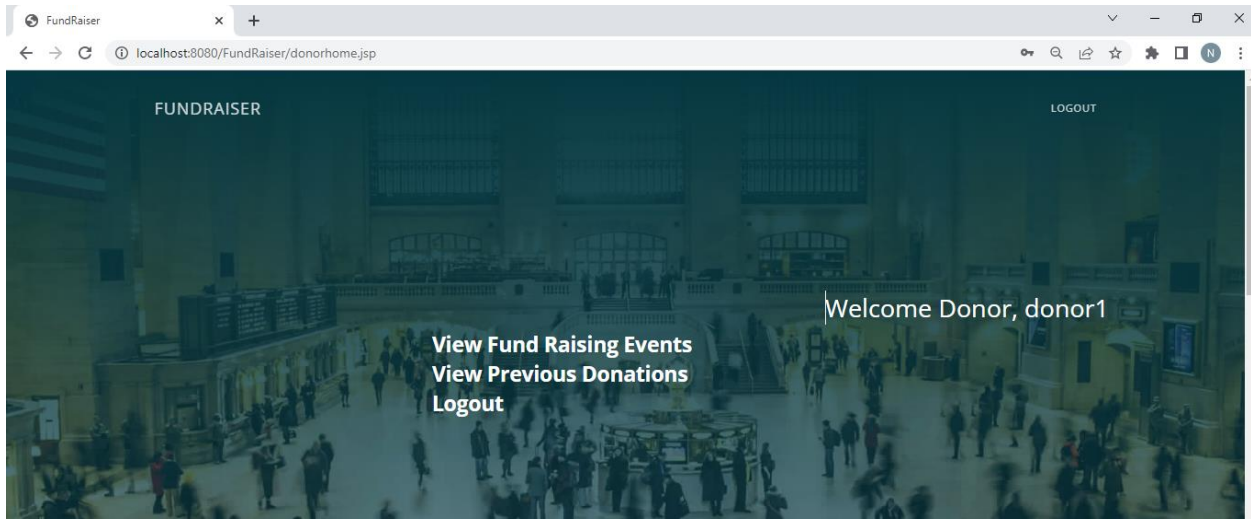 FundRaiser
localhost:8080/FundRaiser/donorhome.jsp
N
FUNDRAISER
LOGOUT
Welcome Donor, donor1
View Fund Raising Events
View Previous Donations
Logout